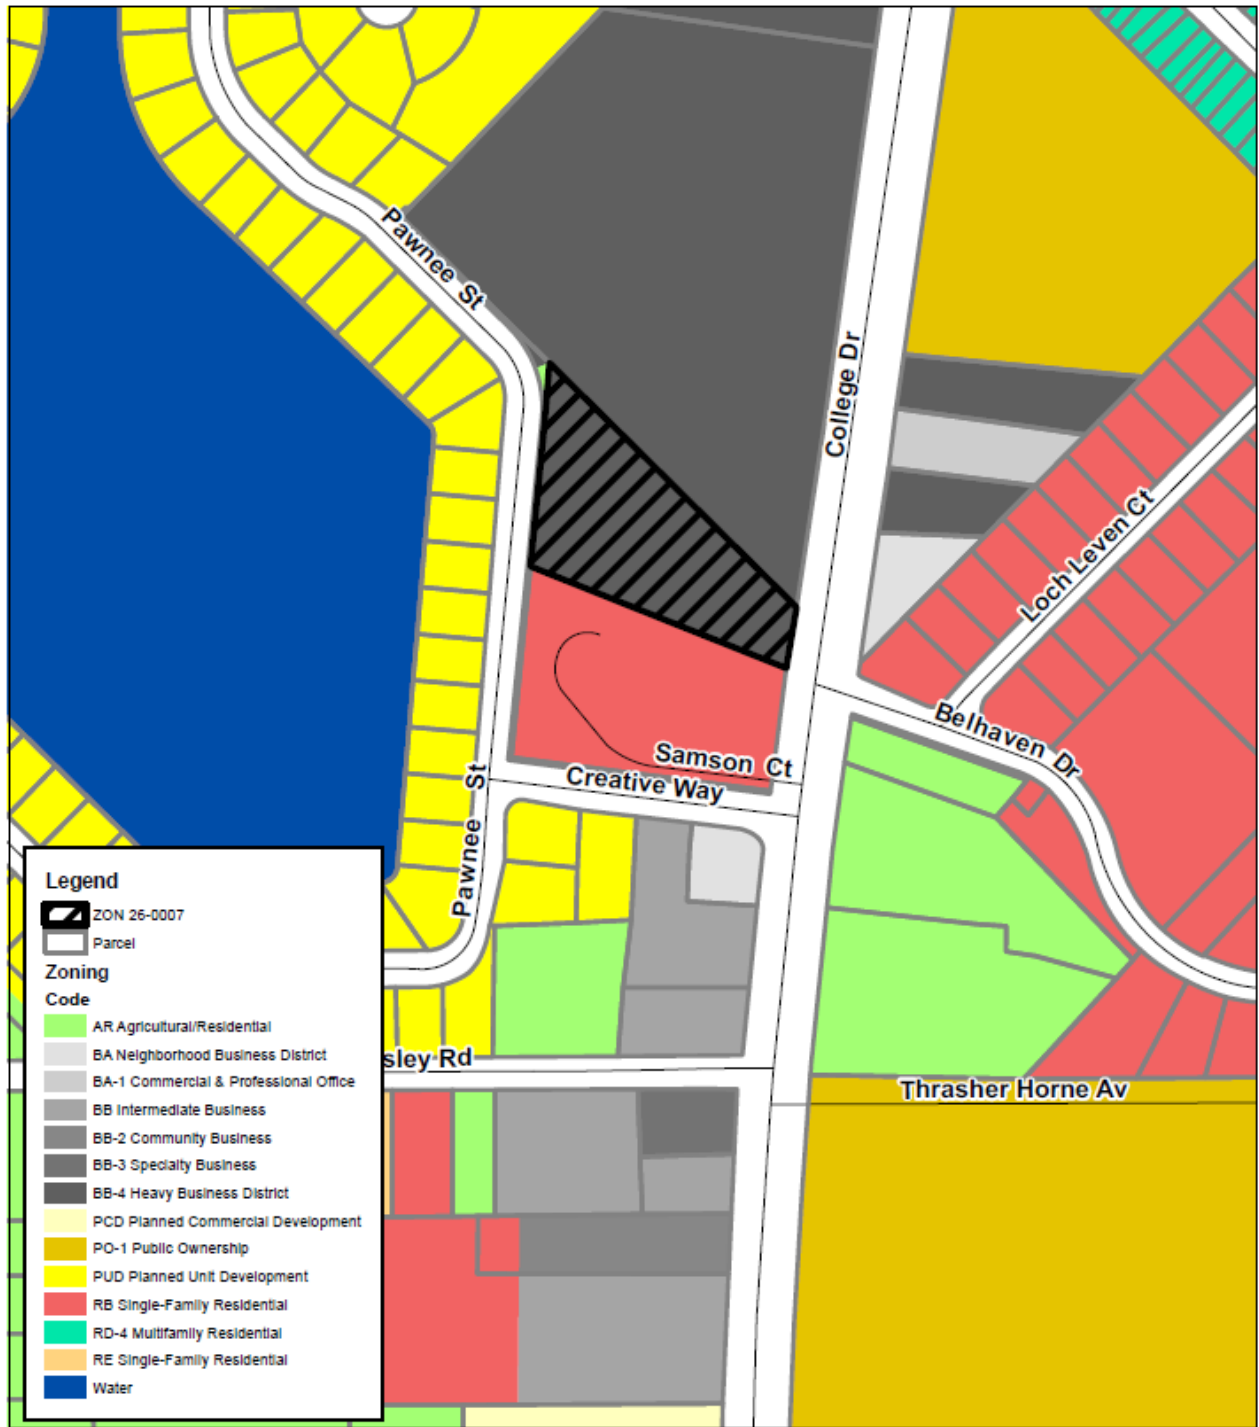 Pawnee St
College Dr
Loch Leven Ct
Belhaven Dr
Samson Ct
Creative Way
Pawnee St
sley Rd
Thrasher Horne Av
Legend
ZON 26-0007
Parcel
Zoning
Code
AR Agricultural/Residential
BA Neighborhood Business District
BA-1 Commercial & Professional Office
BB Intermediate Business
BB-2 Community Business
BB-3 Specialty Business
BB-4 Heavy Business District
PCD Planned Commercial Development
PO-1 Public Ownership
PUD Planned Unit Development
RB Single-Family Residential
RD-4 Multifamily Residential
RE Single-Family Residential
Water